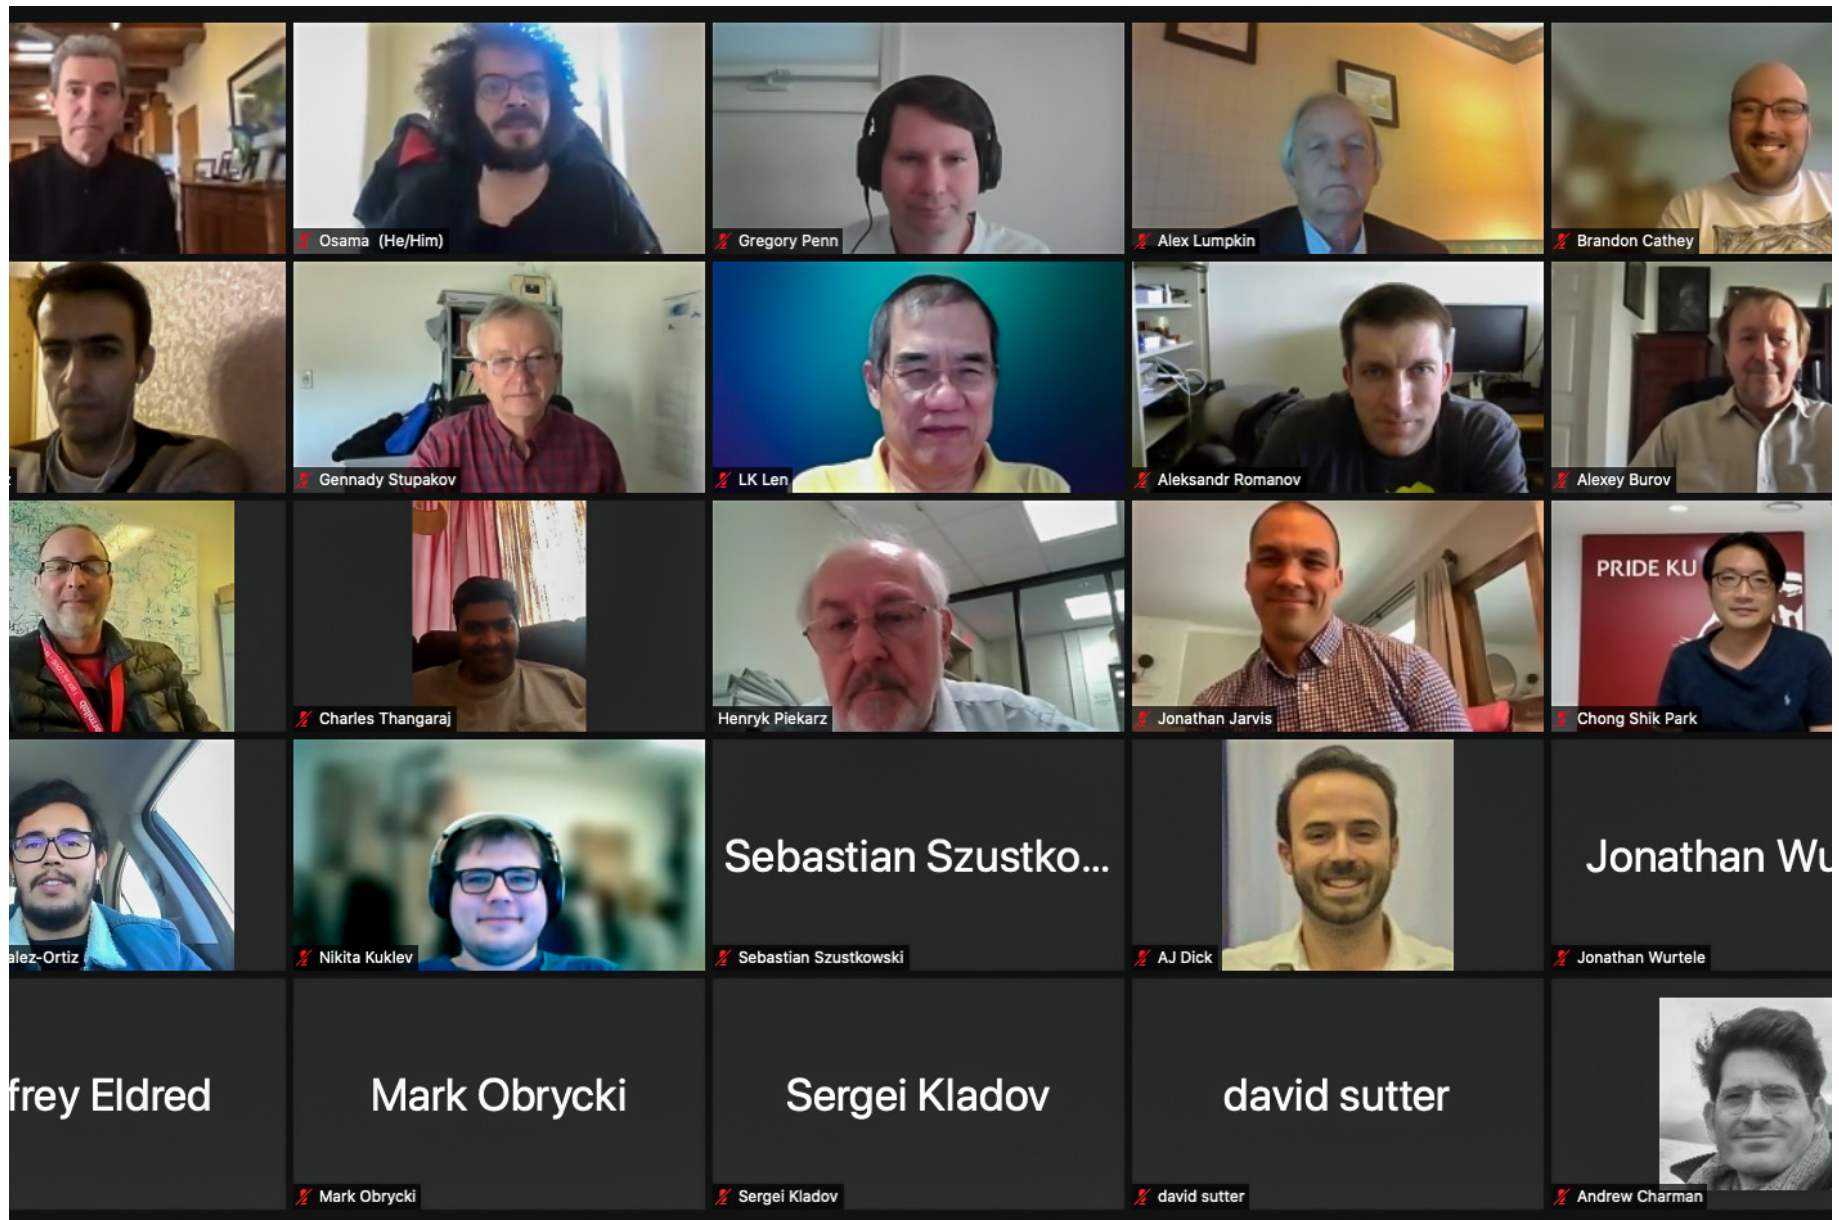 Osama (He/Him)
Gregory Penn
Alex Lumpkin
Brandon Cathey
z
Gennady Stupakov
LK Len
Aleksandr Romanov
Alexey Burov
Charles Thangaraj
Henryk Piekarz
Jonathan Jarvis
PRIDE KU
Chong Shik Park
alez-Ortiz
Nikita Kuklev
Sebastian Szustko...
Sebastian Szustkowski
AJ Dick
Jonathan Wu
Jonathan Wurtele
frey Eldred
Mark Obrycki
Mark Obrycki
Sergei Kladov
Sergei Kladov
david sutter
david sutter
Andrew Charman